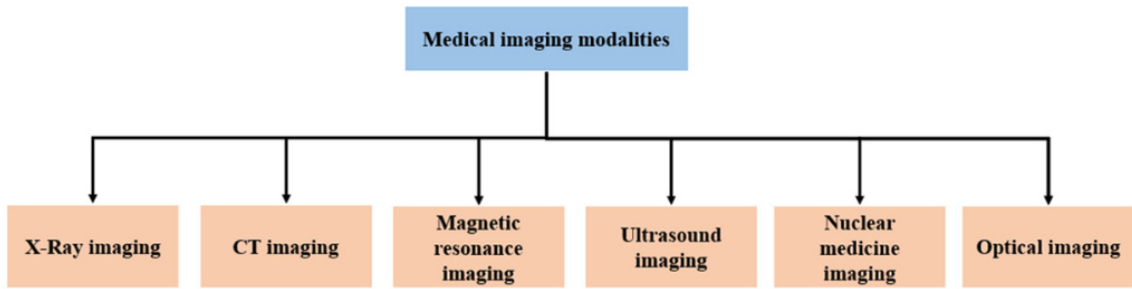 Medical imaging modalities
X-Ray imaging
CT imaging
Magnetic
resonance
imaging
Ultrasound
imaging
Nuclear
medicine
imaging
Optical imaging